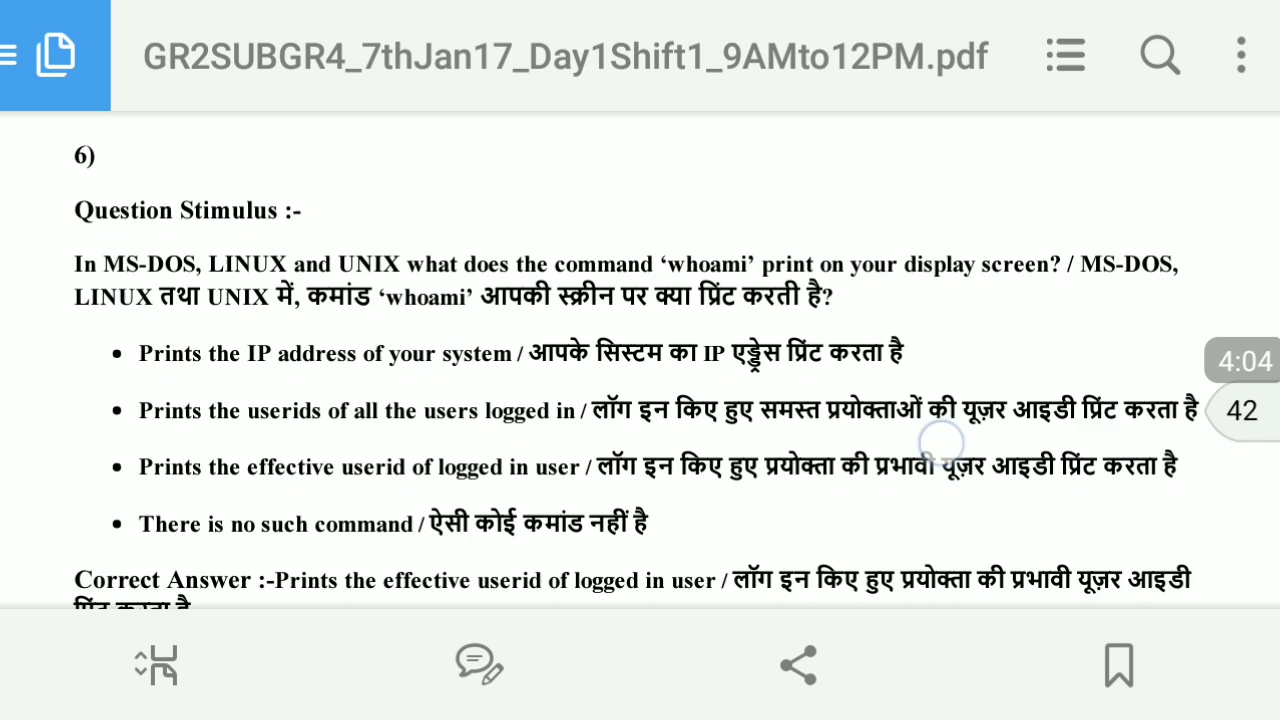 GR2SUBGR4_7thJan17_Day1Shift1_9AMto12PM.pdf
6)
Question Stimulus :-
In MS-DOS, LINUX and UNIX what does the command ‘whoami’ print on your display screen? / MS-DOS,
LINUX तथा UNIX में, कमांड ‘whoami’ आपकी स्क्रीन पर क्या प्रिंट करती है?
• Prints the IP address of your system / आपके सिस्टम का IP एड्ड्रेस प्रिंट करता है
4:04
• Prints the userids of all the users logged in / लॉग इन किए हुए समस्त प्रयोक्ताओं की यूज़र आइडी प्रिंट करता है
42
• Prints the effective userid of logged in user / लॉग इन किए हुए प्रयोक्ता की प्रभावी यूज़र आइडी प्रिंट करता है
• There is no such command / ऐसी कोई कमांड नहीं है
Correct Answer :-Prints the effective userid of logged in user / लॉग इन किए हुए प्रयोक्ता की प्रभावी यूज़र आइडी
प्रिंट करता है